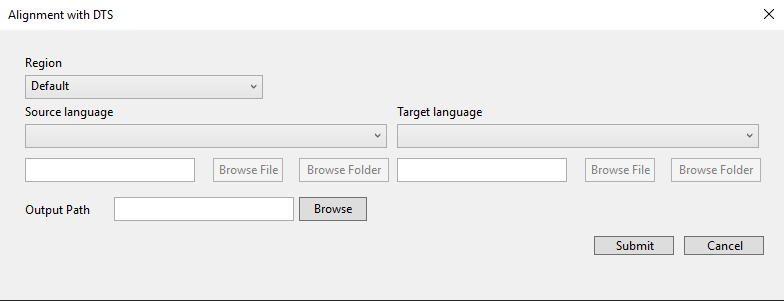 Alignment with DTS
Region
Default
Source language Target language
Browse File Browse Folder Browse File Browse Folder
Output Path Browse
Submit Cancel